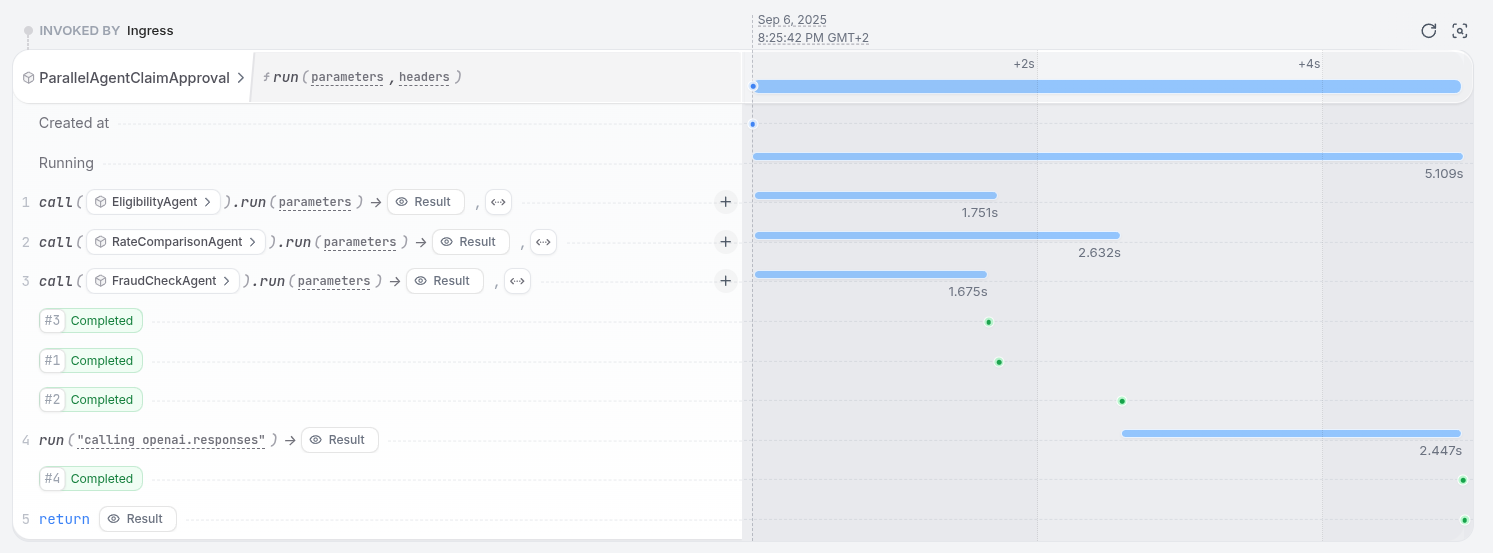 INVOKED BY Ingress
Sep 6, 2025
8:25:42 PM GMT+2
ParallelAgentClaimApproval > ƒ run(parameters, headers)
+2s +4s
Created at
Running
5.109s
1 call(EligibilityAgent >).run(parameters) → Result , +
1.751s
2 call(RateComparisonAgent >).run(parameters) → Result , +
2.632s
3 call(FraudCheckAgent >).run(parameters) → Result , +
1.675s
#3 Completed
#1 Completed
#2 Completed
4 run("calling openai.responses") → Result
2.447s
#4 Completed
5 return Result